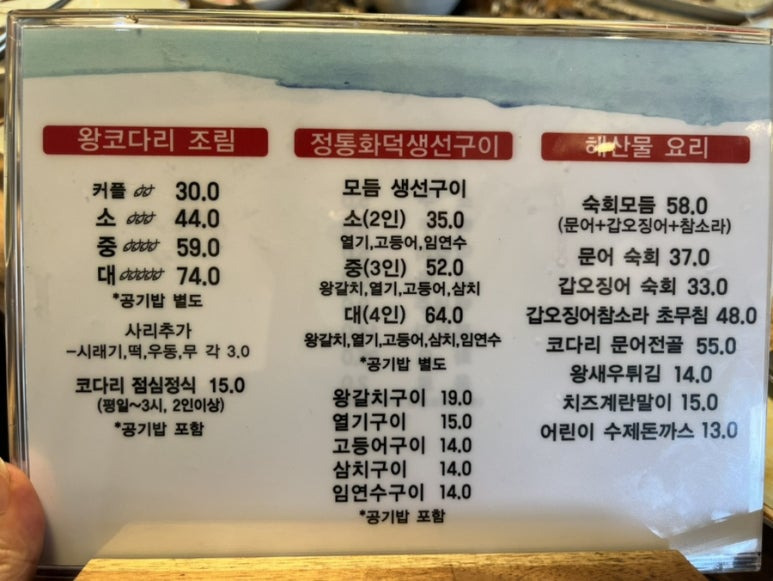 왕코다리 조림
커플 30.0
소 44.0
중 59.0
대 74.0
*공기밥 별도
사리추가
-시래기,떡,우동,무 각 3.0
코다리 점심정식 15.0
(평일~3시, 2인이상)
*공기밥 포함
정통화덕생선구이
모듬 생선구이
소(2인) 35.0
열기,고등어,임연수
중(3인) 52.0
왕갈치,열기,고등어,삼치
대(4인) 64.0
왕갈치,열기,고등어,삼치,임연수
*공기밥 별도
왕갈치구이 19.0
열기구이 15.0
고등어구이 14.0
삼치구이 14.0
임연수구이 14.0
*공기밥 포함
해산물 요리
숙회모듬 58.0
(문어+갑오징어+참소라)
문어 숙회 37.0
갑오징어 숙회 33.0
갑오징어참소라 초무침 48.0
코다리 문어전골 55.0
왕새우튀김 14.0
치즈계란말이 15.0
어린이 수제돈까스 13.0